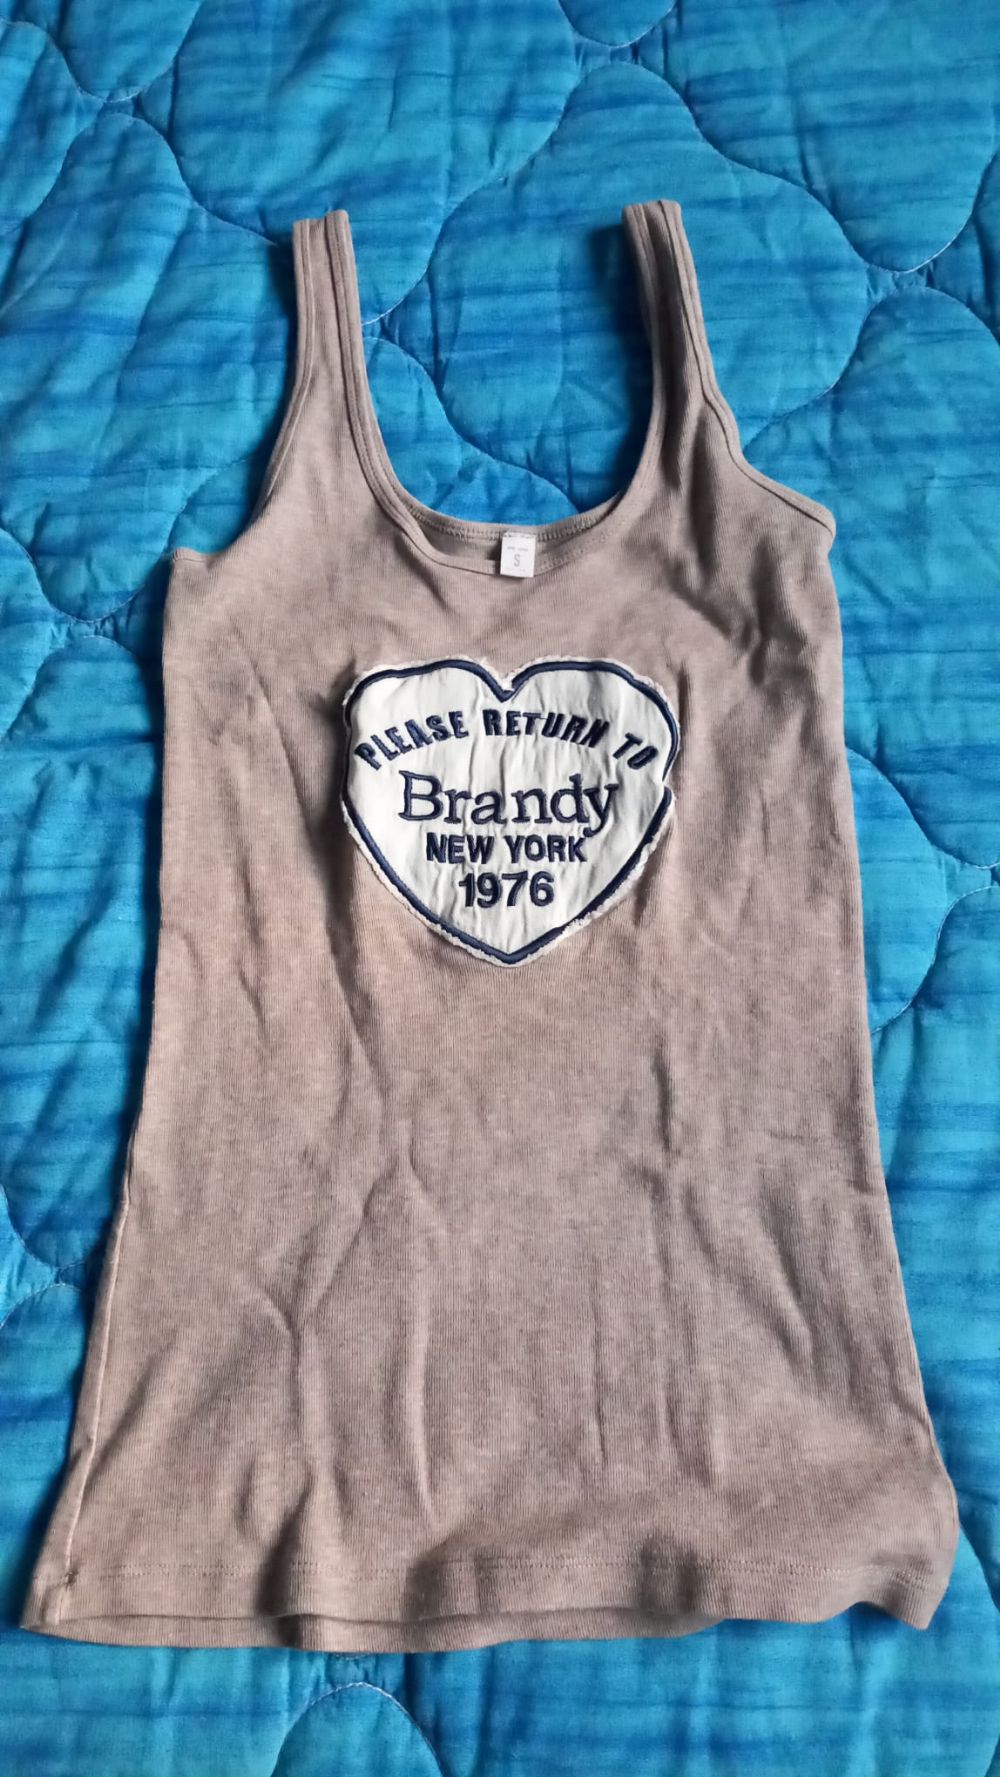 S
PLEASE RETURN TO
Brandy
NEW YORK
1976